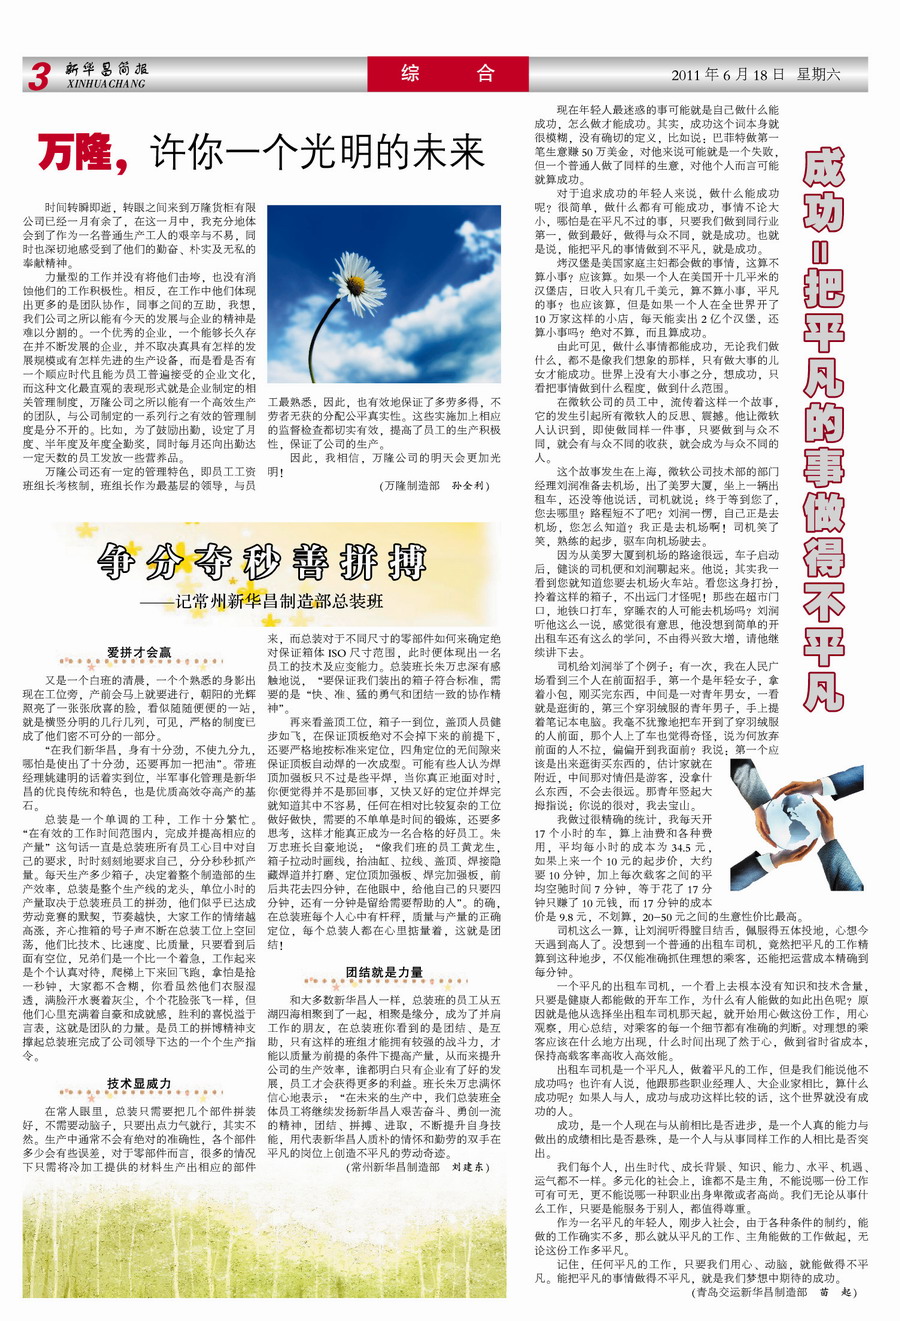 3
新华昌简报
XINHUACHANG
综 合
2011 年 6 月 18 日 星期六
万隆，许你一个光明的未来
时间转瞬即逝，转眼之间来到万隆货柜有限
公司已经一月有余了，在这一月中，我充分地体
会到了作为一名普通生产工人的艰辛与不易，同
时也深切地感受到了他们的勤奋、朴实及无私的
奉献精神。
力量型的工作并没有将他们击垮，也没有消
蚀他们的工作积极性。相反，在工作中他们体现
出更多的是团队协作，同事之间的互助，我想，
我们公司之所以能有今天的发展与企业的精神是
难以分割的。一个优秀的企业，一个能够长久存
在并不断发展的企业，并不取决真具有怎样的发
展规模或有怎样先进的生产设备，而是看是否有
一个顺应时代且能为员工普遍接受的企业文化，
而这种文化最直观的表现形式就是企业制定的相
关管理制度，万隆公司之所以能有一个高效生产
的团队，与公司制定的一系列行之有效的管理制
度是分不开的。比如，为了鼓励出勤，设定了月
度、半年度及年度全勤奖，同时每月还向出勤达
一定天数的员工发放一些营养品。
万隆公司还有一定的管理特色，即员工工资
班组长考核制，班组长作为最基层的领导，与员
工最熟悉，因此，也有效地保证了多劳多得，不
劳者无获的分配公平真实性。这些实施加上相应
的监督检查都切实有效，提高了员工的生产积极
性，保证了公司的生产。
因此，我相信，万隆公司的明天会更加光
明！
（万隆制造部 孙全利）
争分夺秒善拼搏
——记常州新华昌制造部总装班
爱拼才会赢
又是一个白班的清晨，一个个熟悉的身影出
现在工位旁，产前会马上就要进行，朝阳的光辉
照亮了一张张欣喜的脸，看似随随便便的一站，
就是横竖分明的几行几列，可见，严格的制度已
成了他们密不可分的一部分。
“在我们新华昌，身有十分劲，不使九分九，
哪怕是使出了十分劲，还要再加一把油”。带班
经理姚建明的话着实到位，半军事化管理是新华
昌的优良传统和特色，也是优质高效夺高产的基
石。
总装是一个单调的工种，工作十分繁忙。
“在有效的工作时间范围内，完成并提高相应的
产量”这句话一直是总装班所有员工心目中对自
己的要求，时时刻刻地要求自己，分分秒秒抓产
量。每天生产多少箱子，决定着整个制造部的生
产效率，总装是整个生产线的龙头，单位小时的
产量取决于总装班员工的拼劲，他们似乎已达成
劳动竞赛的默契，节奏越快，大家工作的情绪越
高涨，齐心推箱的号子声不断在总装工位上空回
荡，他们比技术、比速度、比质量，只要看到后
面有空位，兄弟们是一个比一个着急，工作起来
是个个认真对待，爬梯上下来回飞跑，拿怕是抢
一秒钟，大家都不含糊，你看虽然他们衣服湿
透，满脸汗水裹着灰尘，个个花脸张飞一样，但
他们心里充满着自豪和成就感，胜利的喜悦溢于
言表，这就是团队的力量。是员工的拼搏精神支
撑起总装班完成了公司领导下达的一个个生产指
令。
技术显威力
在常人眼里，总装只需要把几个部件拼装
好，不需要动脑子，只要出点力气就行，其实不
然。生产中通常不会有绝对的准确性，各个部件
多少会有些误差，对于零部件而言，很多的情况
下只需将冷加工提供的材料生产出相应的部件
来，而总装对于不同尺寸的零部件如何来确定绝
对保证箱体 ISO 尺寸范围，此时便体现出一名
员工的技术及应变能力。总装班长朱万忠深有感
触地说，“要保证我们装出的箱子符合标准，需
要的是“快、准、猛的勇气和团结一致的协作精
神”。
再来看盖顶工位，箱子一到位，盖顶人员健
步如飞，在保证顶板绝对不会掉下来的前提下，
还要严格地按标准来定位，四角定位的无间隙来
保证顶板自动焊的一次成型。可能有些人认为焊
顶加强板只不过是些平焊，当你真正地面对时，
你便觉得并不是那回事，又快又好的定位并焊完
就知道其中不容易，任何在相对比较复杂的工位
做好做快，需要的不单单是时间的锻炼，还要多
思考，这样才能真正成为一名合格的好员工。朱
万忠班长自豪地说：“像我们班的员工黄龙生，
箱子拉动时画线，抬油缸、拉线、盖顶、焊接隐
藏焊道并打磨、定位顶加强板、焊完加强板，前
后共花去四分钟，在他眼中，给他自己的只要四
分钟，还有一分钟是留给需要帮助的人”。的确，
在总装班每个人心中有杆秤，质量与产量的正确
定位，每个总装人都在心里掂量着，这就是团
结！
团结就是力量
和大多数新华昌人一样，总装班的员工从五
湖四海相聚到了一起，相聚是缘分，成为了并肩
工作的朋友，在总装班你看到的是团结、是互
助，只有这样的班组才能拥有较强的战斗力，才
能以质量为前提的条件下提高产量，从而来提升
公司的生产效率，谁都明白只有企业有了好的发
展，员工才会获得更多的利益。班长朱万忠满怀
信心地表示：“在未来的生产中，我们总装班全
体员工将继续发扬新华昌人艰苦奋斗、勇创一流
的精神，团结、拼搏、进取，不断提升自身技
能，用代表新华昌人质朴的情怀和勤劳的双手在
平凡的岗位上创造不平凡的劳动奇迹。
（常州新华昌制造部 刘建东）
成功=把平凡的事做得不平凡
现在年轻人最迷惑的事可能就是自己做什么能
成功，怎么做才能成功。其实，成功这个词本身就
很模糊，没有确切的定义，比如说：巴菲特做第一
笔生意赚 50 万美金，对他来说可能就是一个失败，
但一个普通人做了同样的生意，对他个人而言可能
就算成功。
对于追求成功的年轻人来说，做什么能成功
呢？很简单，做什么都有可能成功，事情不论大
小，哪怕是在平凡不过的事，只要我们做到同行业
第一，做到最好，做得与众不同，就是成功。也就
是说，能把平凡的事情做到不平凡，就是成功。
烤汉堡是美国家庭主妇都会做的事情，这算不
算小事？应该算。如果一个人在美国开十几平米的
汉堡店，日收人只有几千美元，算不算小事，平凡
的事？也应该算，但是如果一个人在全世界开了
10 万家这样的小店，每天能卖出 2 亿个汉堡，还
算小事吗？绝对不算，而且算成功。
由此可见，做什么事情都能成功，无论我们做
什么，都不是像我们想象的那样，只有做大事的儿
女才能成功。世界上没有大小事之分，想成功，只
看把事情做到什么程度，做到什么范围。
在微软公司的员工中，流传着这样一个故事，
它的发生引起所有微软人的反思、震撼。他让微软
人认识到，即使做同样一件事，只要做到与众不
同，就会有与众不同的收获，就会成为与众不同的
人。
这个故事发生在上海，微软公司技术部的部门
经理刘润准备去机场，出了美罗大厦，坐上一辆出
租车，还没等他说话，司机就说：终于等到您了，
您去哪里？路程短不了吧？刘润一愣，自己正是去
机场，您怎么知道？我正是去机场啊！司机笑了
笑，熟练的起步，驱车向机场驶去。
因为从美罗大厦到机场的路途很远，车子启动
后，健谈的司机便和刘润聊起来。他说：其实我一
看到您就知道您要去机场火车站。看您这身打扮，
拎着这样的箱子，不出远门才怪呢！那些在超市门
口，地铁口打车，穿睡衣的人可能去机场吗？刘润
听他这么一说，感觉很有意思，他没想到简单的开
出租车还有这么的学问，不由得兴致大增，请他继
续讲下去。
司机给刘润举了个例子：有一次，我在人民广
场看到三个人在前面招手，第一个是年轻女子，拿
着小包，刚买完东西，中间是一对青年男女，一看
就是逛街的，第三个穿羽绒服的青年男子，手上提
着笔记本电脑。我毫不犹豫地把车开到了穿羽绒服
的人前面，那个人上了车也觉得奇怪，说为何放弃
前面的人不拉，偏偏开到我面前？我说：第一个应
该是出来逛街买东西的，估计家就在
附近，中间那对情侣是游客，没拿什
么东西，不会去很远。那青年竖起大
拇指说：你说的很对，我去宝山。
我做过很精确的统计，我每天开
17 个小时的车，算上油费和各种费
用，平均每小时的成本为 34.5 元，
如果上来一个 10 元的起步价，大约
要 10 分钟，加上每次载客之间的平
均空驰时间 7 分钟，等于花了 17 分
钟只赚了 10 元钱，而 17 分钟的成本
价是 9.8 元，不划算，20-50 元之间的生意性价比最高。
司机这么一算，让刘润听得瞠目结舌，佩服得五体投地，心想今
天遇到高人了。没想到一个普通的出租车司机，竟然把平凡的工作精
算到这种地步，不仅能准确抓住理想的乘客，还能把运营成本精确到
每分钟。
一个平凡的出租车司机，一个看上去根本没有知识和技术含量，
只要是健康人都能做的开车工作，为什么有人能做的如此出色呢？原
因就是他从选择坐出租车司机那天起，就开始用心做这份工作，用心
观察，用心总结，对乘客的每一个细节都有准确的判断。对理想的乘
客应该在什么地方出现，什么时间出现了然于心，做到省时省成本，
保持高载客率高收入高效能。
出租车司机是一个平凡人，做着平凡的工作，但是我们能说他不
成功吗？也许有人说，他跟那些职业经理人、大企业家相比，算什么
成功呢？如果人与人，成功与成功这样比较的话，这个世界就没有成
功的人。
成功，是一个人现在与从前相比是否进步，是一个人真的能力与
做出的成绩相比是否悬殊，是一个人与从事同样工作的人相比是否突
出。
我们每个人，出生时代、成长背景、知识、能力、水平、机遇、
运气都不一样。多元化的社会上，谁都不是主角，不能说哪一份工作
可有可无，更不能说哪一种职业出身卑微或者高尚。我们无论从事什
么工作，只要是能服务于别人，都值得尊重。
作为一名平凡的年轻人，刚步入社会，由于各种条件的制约，能
做的工作确实不多，那么就从平凡的工作、主角能做的工作做起，无
论这份工作多平凡。
记住，任何平凡的工作，只要我们用心、动脑，就能做得不平
凡。能把平凡的事情做得不平凡，就是我们梦想中期待的成功。
（青岛交运新华昌制造部 苗 起）